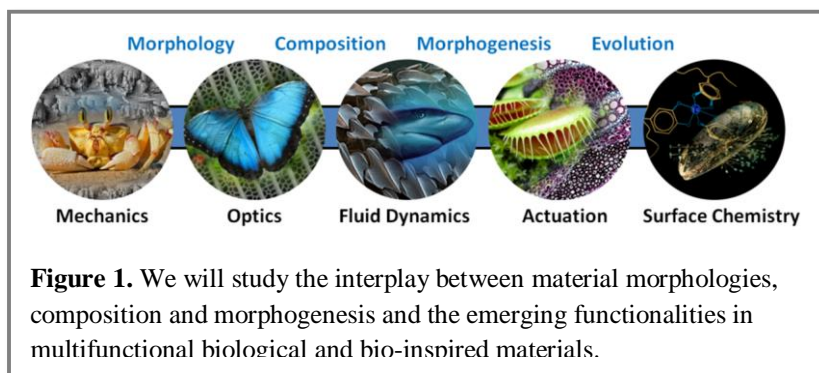 Morphology Composition Morphogenesis Evolution
Mechanics Optics Fluid Dynamics Actuation Surface Chemistry
Figure 1. We will study the interplay between material morphologies,
composition and morphogenesis and the emerging functionalities in
multifunctional biological and bio-inspired materials.